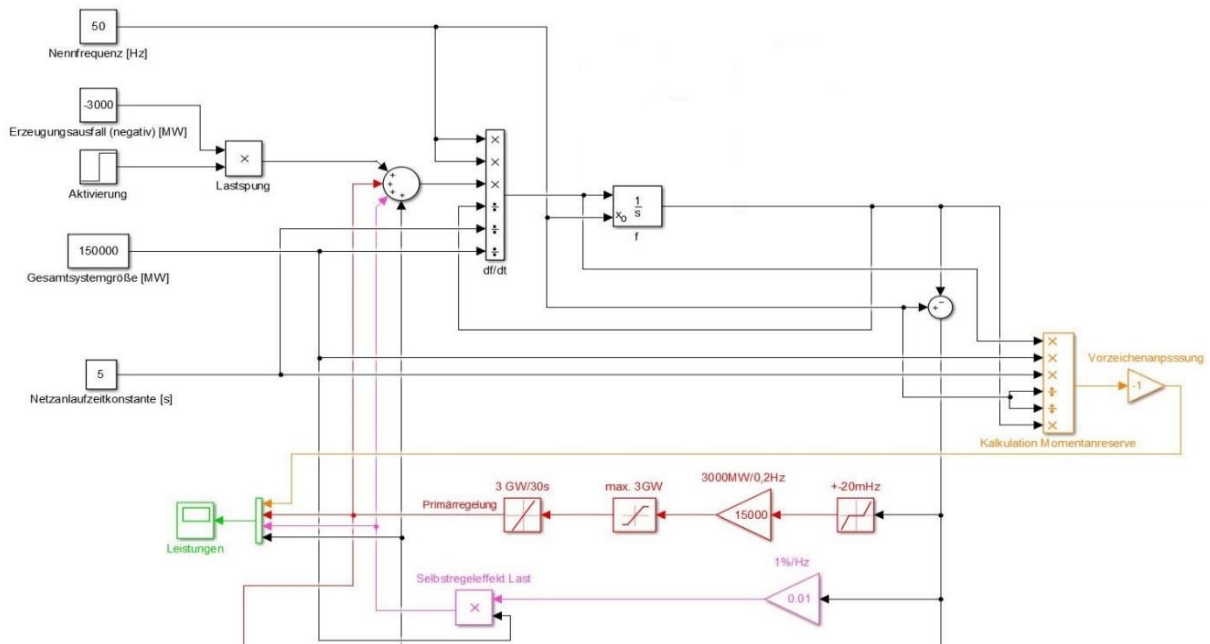 50
Nennfrequenz [Hz]
-3000
Erzeugungsausfall (negativ) [MW]
×
Lastspung
Aktivierung
+
+
+
+
150000
Gesamtsystemgröße [MW]
×
×
×
÷
÷
÷
df/dt
1
s
x₀
f
−
+
5
Netzanlaufzeitkonstante [s]
×
×
×
÷
÷
×
Vorzeichenanpsssung
-1
Kalkulation Momentanreserve
3 GW/30s
max. 3GW
3000MW/0,2Hz
+-20mHz
Primärregelung
15000
Leistungen
1%/Hz
Selbstregeleffekt Last
×
0.01